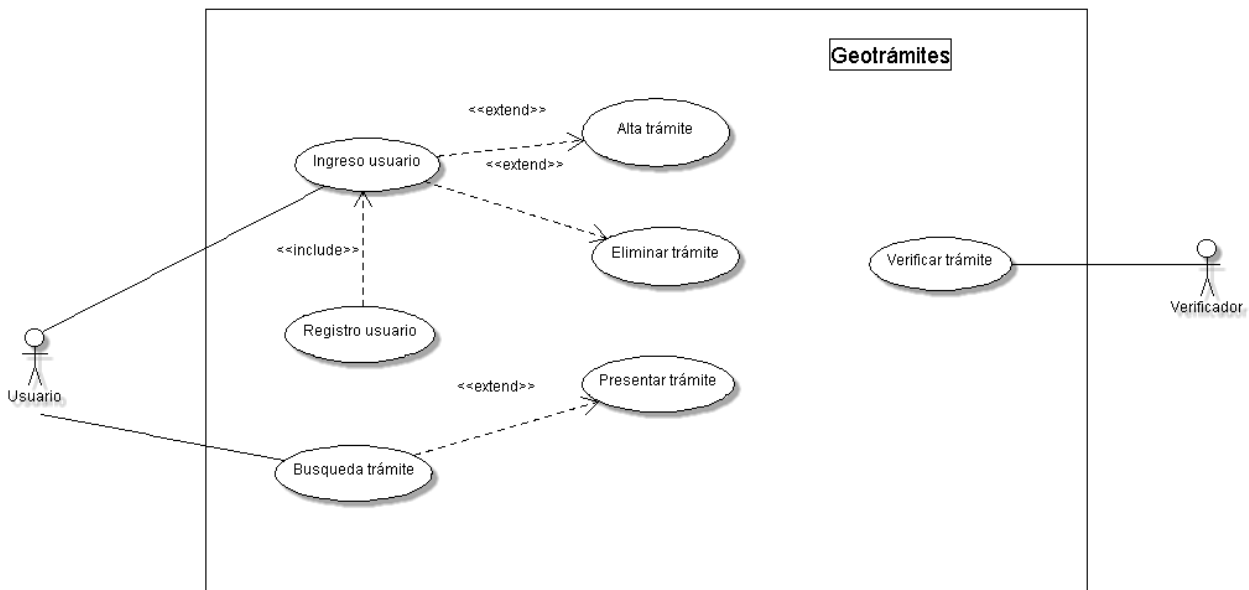 Geotrámites
<<extend>>
Alta trámite
Ingreso usuario
<<extend>>
<<include>>
Eliminar trámite
Verificar trámite
Verificador
Registro usuario
Usuario
<<extend>>
Presentar trámite
Busqueda trámite